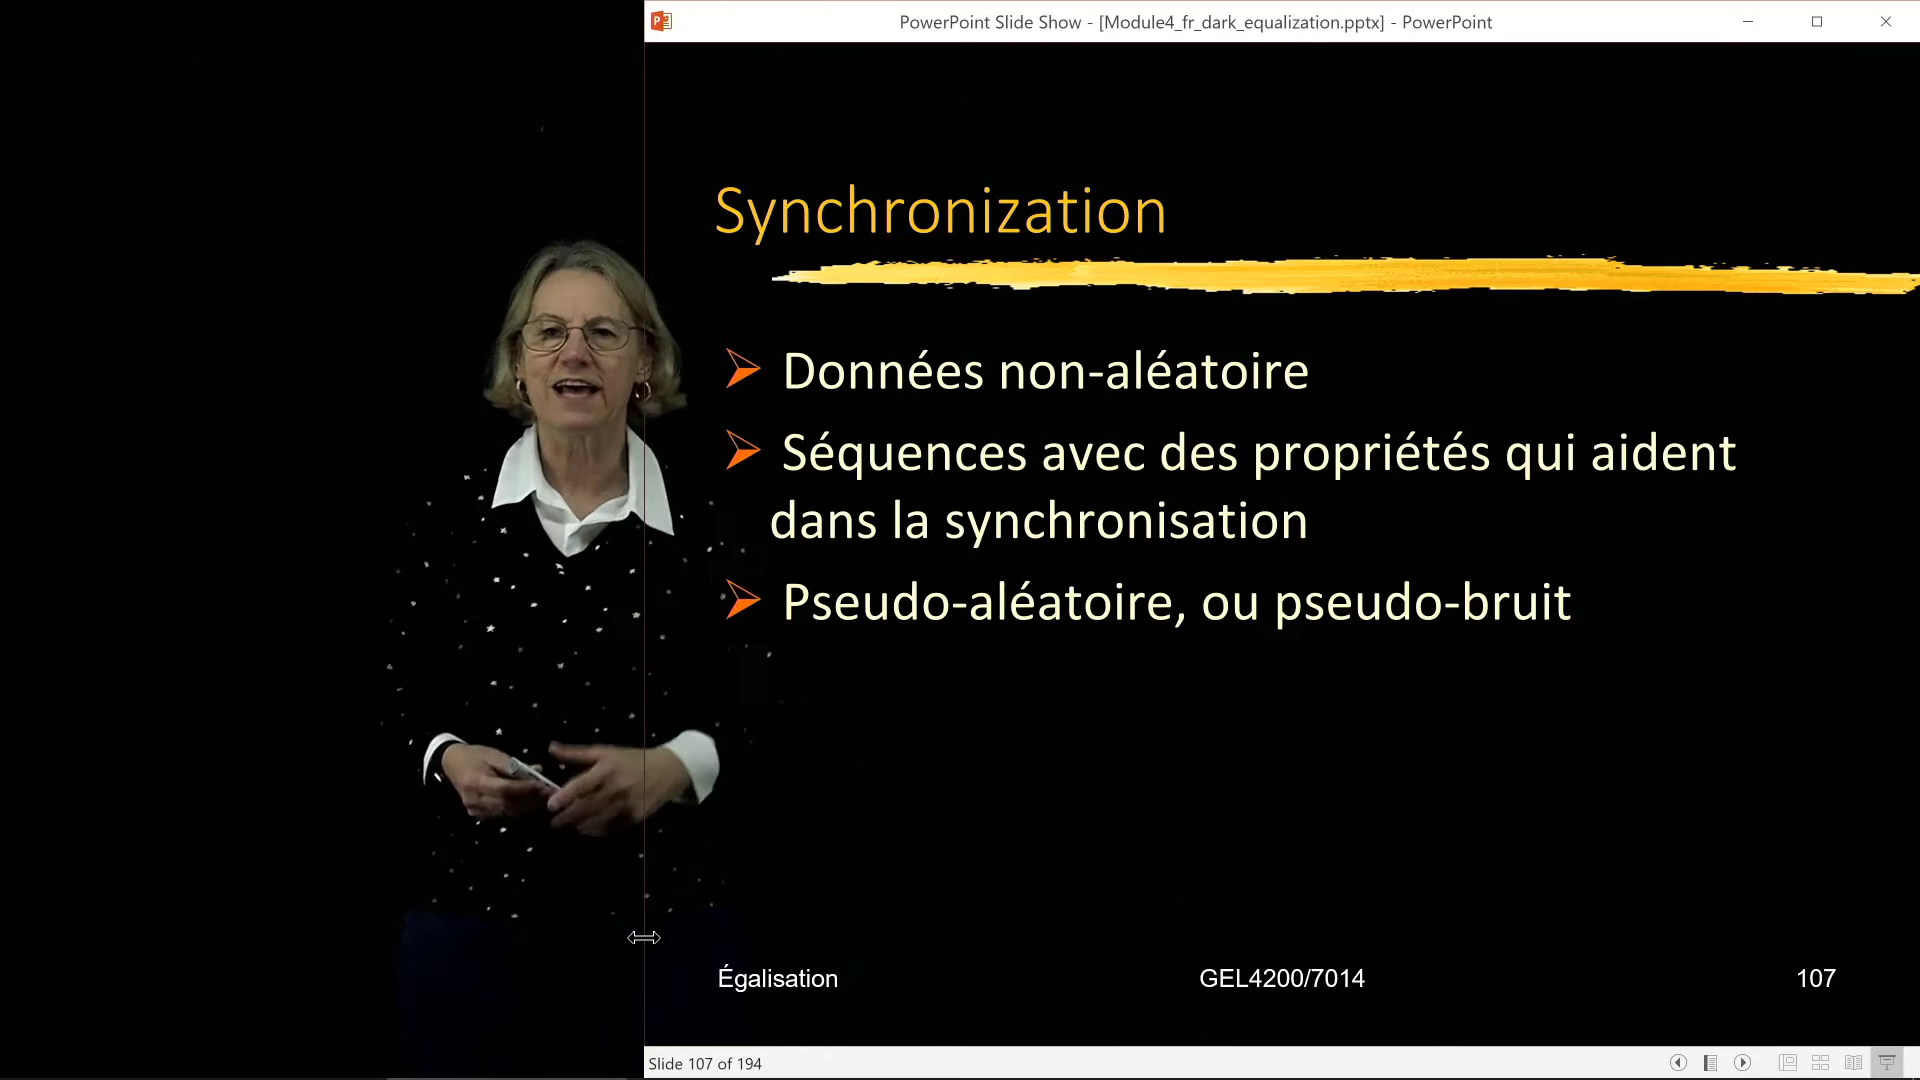 PowerPoint Slide Show - [Module4_fr_dark_equalization.pptx] - PowerPoint
Synchronization
Données non-aléatoire
Séquences avec des propriétés qui aident
dans la synchronisation
Pseudo-aléatoire, ou pseudo-bruit
Égalisation
GEL4200/7014
107
Slide 107 of 194